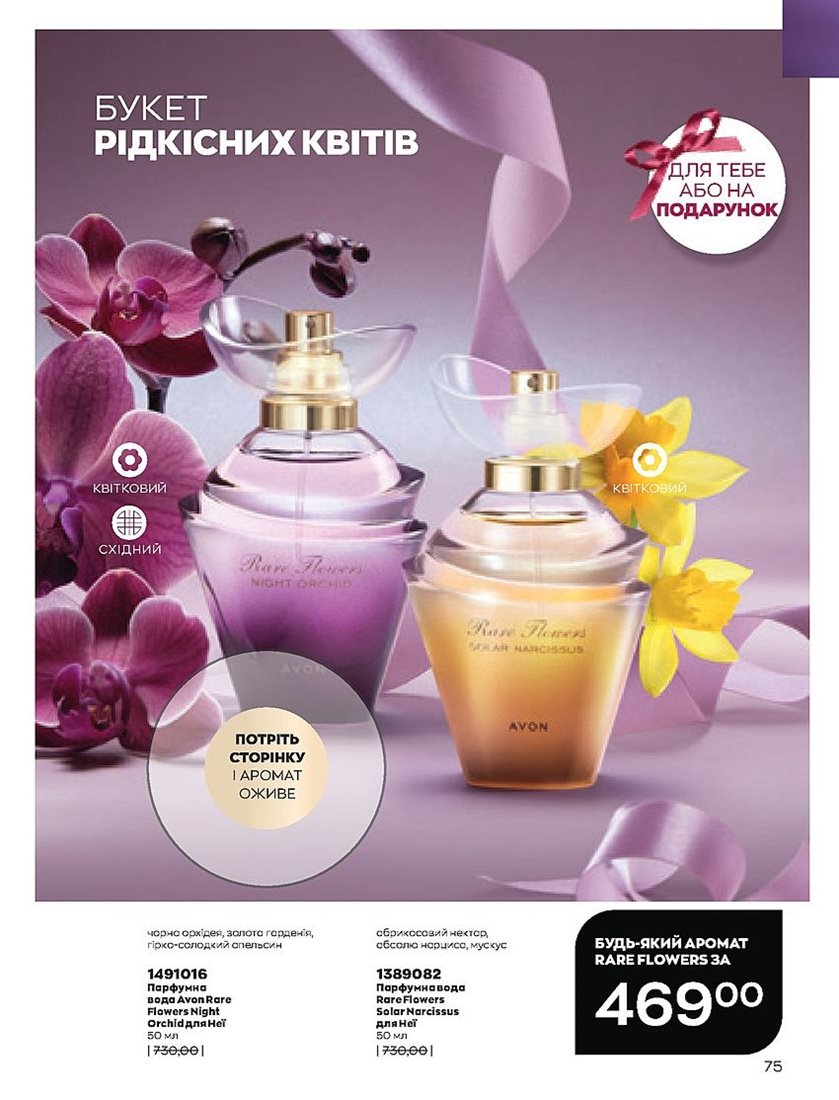 БУКЕТ
РІДКІСНИХ КВІТІВ
ДЛЯ ТЕБЕ
АБО НА
ПОДАРУНОК
КВІТКОВИЙ
СХІДНИЙ
КВІТКОВИЙ
Rare Flowers
NIGHT ORCHID
AVON
Rare Flowers
SOLAR NARCISSUS
AVON
ПОТРІТЬ
СТОРІНКУ
І АРОМАТ
ОЖИВЕ
чорна орхідея, золота гарденія,
гірко-солодкий апельсин
1491016
Парфумна
вода Avon Rare
Flowers Night
Orchid для Неї
50 мл
| 730,00 |
абрикосовий нектар,
абсолю нарциса, мускус
1389082
Парфумна вода
Rare Flowers
Solar Narcissus
для Неї
50 мл
| 730,00 |
БУДЬ-ЯКИЙ АРОМАТ
RARE FLOWERS ЗА
469⁰⁰
75